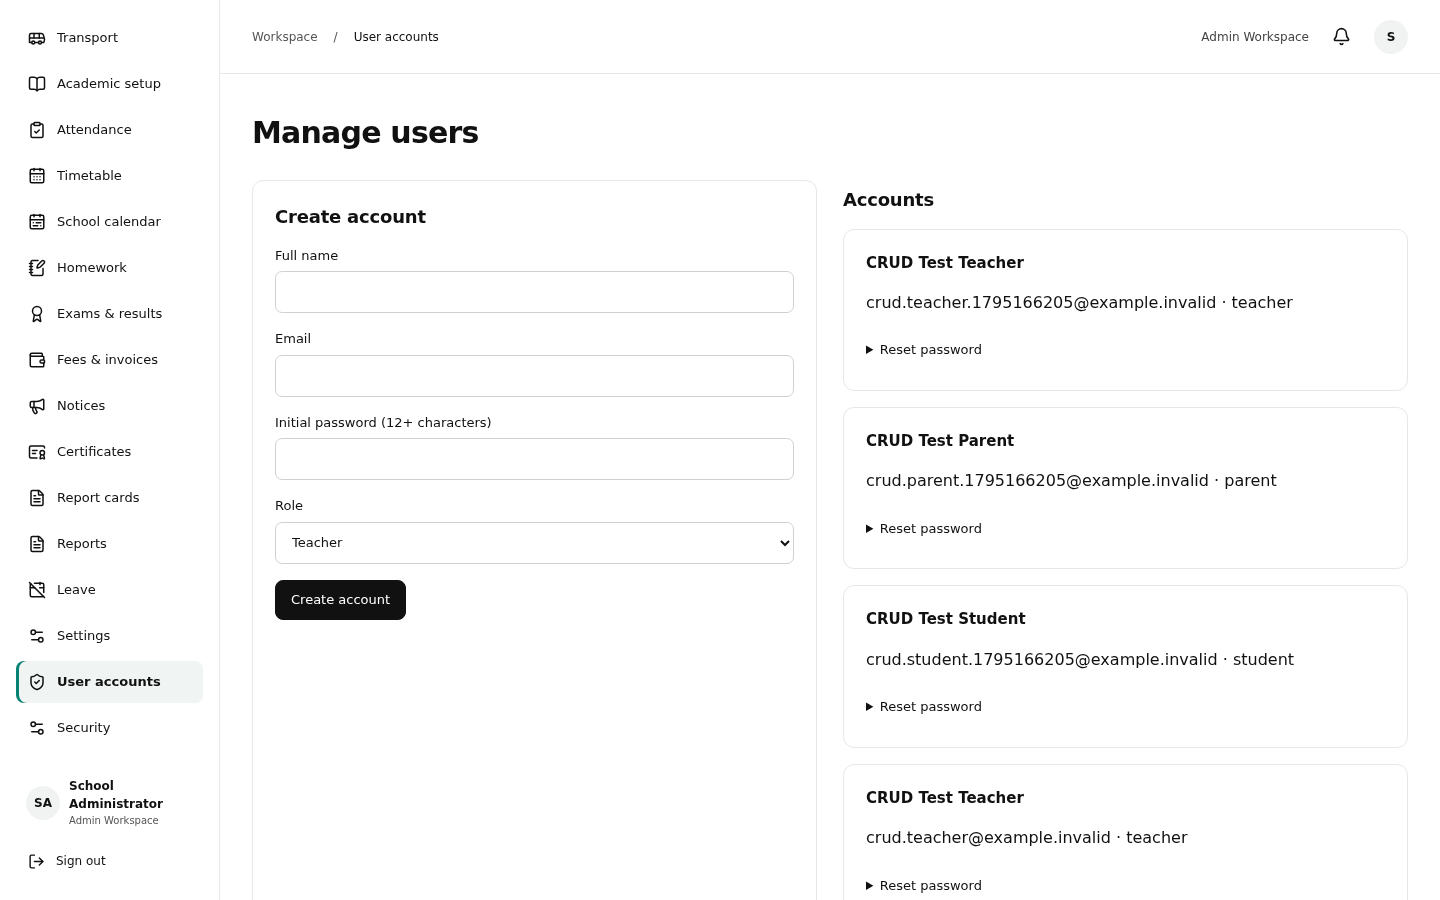 Transport
Academic setup
Attendance
Timetable
School calendar
Homework
Exams & results
Fees & invoices
Notices
Certificates
Report cards
Reports
Leave
Settings
User accounts
Security
SA
School
Administrator
Admin Workspace
Sign out
Workspace / User accounts
Admin Workspace
S
Manage users
Create account
Full name
Email
Initial password (12+ characters)
Role
Teacher
Create account
Accounts
CRUD Test Teacher
crud.teacher.1795166205@example.invalid · teacher
Reset password
CRUD Test Parent
crud.parent.1795166205@example.invalid · parent
Reset password
CRUD Test Student
crud.student.1795166205@example.invalid · student
Reset password
CRUD Test Teacher
crud.teacher@example.invalid · teacher
Reset password